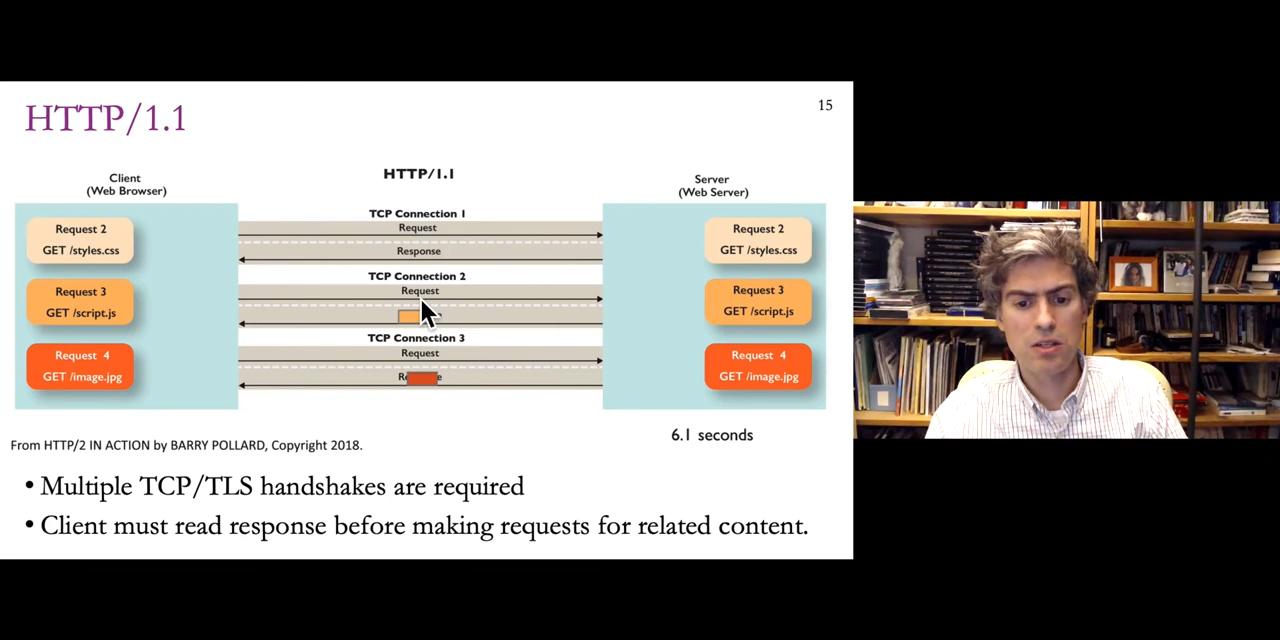 HTTP/1.1
15
HTTP/1.1
Client
(Web Browser)
Server
(Web Server)
TCP Connection 1
Request 2
GET /styles.css
Request
Response
Request 2
GET /styles.css
TCP Connection 2
Request 3
GET /script.js
Request
Request 3
GET /script.js
TCP Connection 3
Request 4
GET /image.jpg
Request
Request 4
GET /image.jpg
6.1 seconds
From HTTP/2 IN ACTION by BARRY POLLARD, Copyright 2018.
• Multiple TCP/TLS handshakes are required
• Client must read response before making requests for related content.